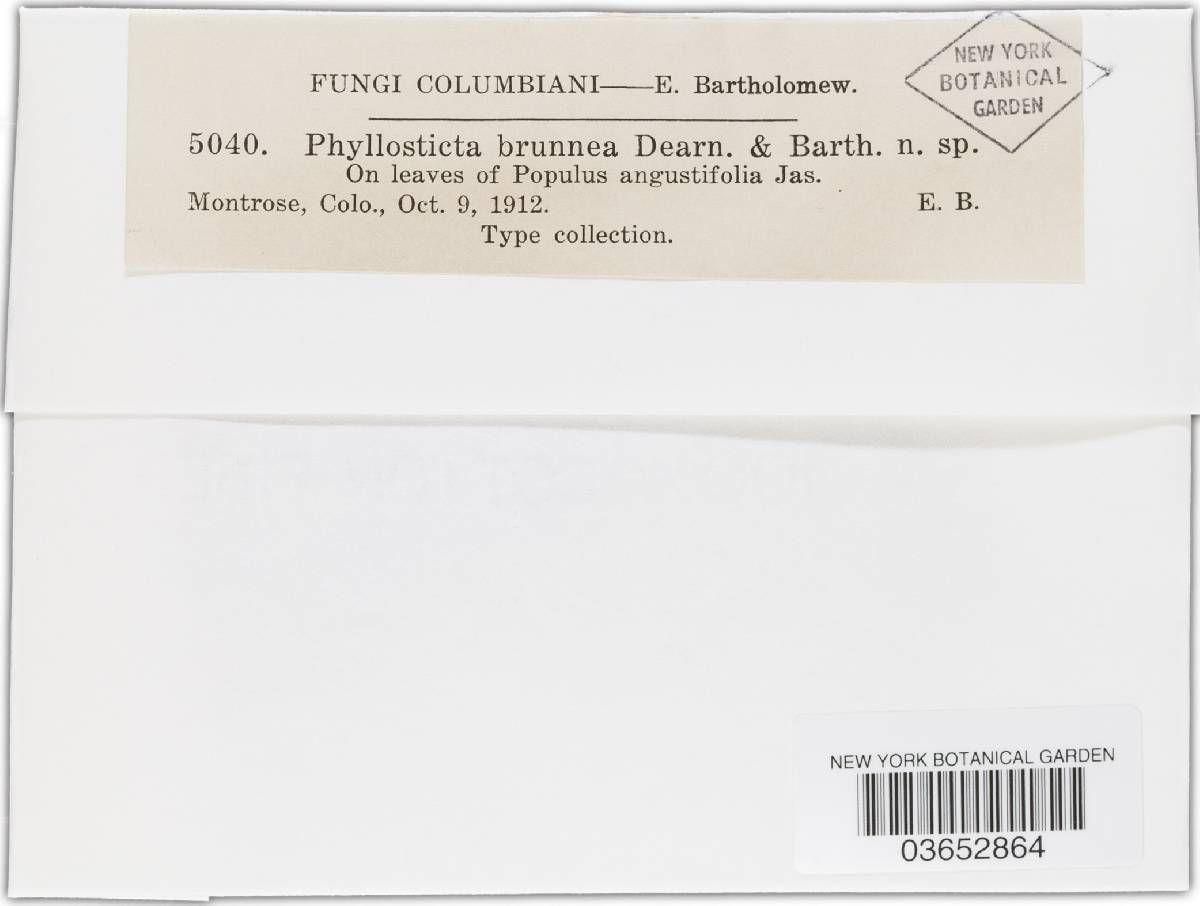 FUNGI COLUMBIANI—E. Bartholomew.
NEW YORK
BOTANICAL
GARDEN
5040. Phyllosticta brunnea Dearn. & Barth. n. sp.
On leaves of Populus angustifolia Jas.
Montrose, Colo., Oct. 9, 1912. E. B.
Type collection.
NEW YORK BOTANICAL GARDEN
03652864